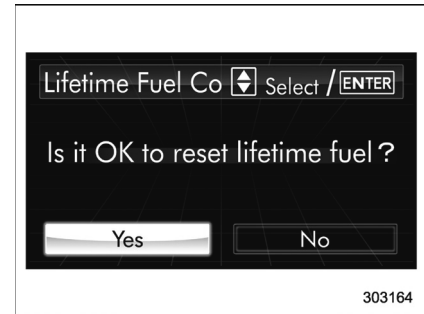 Lifetime Fuel Co Select / ENTER
Is it OK to reset lifetime fuel?
Yes No
303164